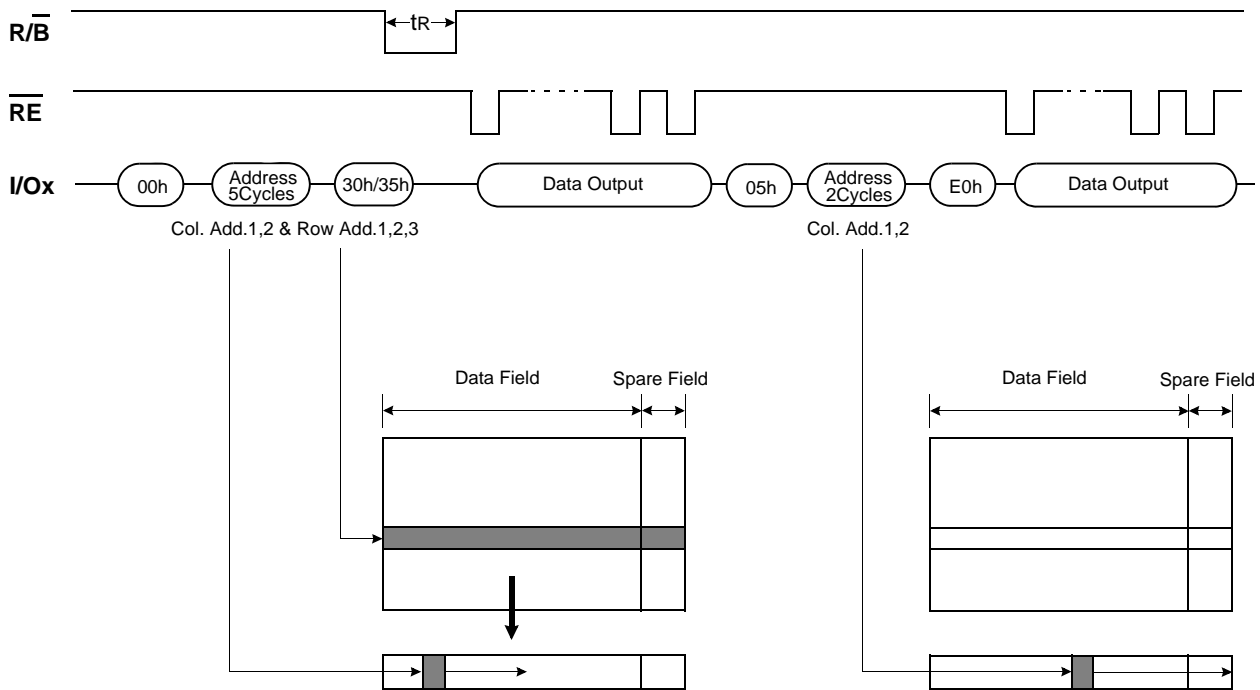 R/B tR
RE
I/Ox 00h Address 5Cycles 30h/35h Data Output 05h Address 2Cycles E0h Data Output
Col. Add.1,2 & Row Add.1,2,3 Col. Add.1,2
Data Field Spare Field Data Field Spare Field